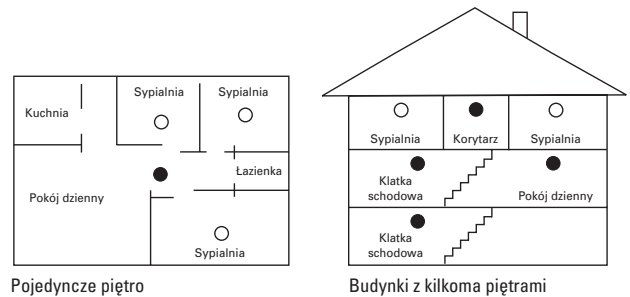 Kuchnia
Sypialnia
Sypialnia
Łazienka
Pokój dzienny
Sypialnia
Pojedyncze piętro
Sypialnia
Korytarz
Sypialnia
Klatka
schodowa
Pokój dzienny
Klatka
schodowa
Budynki z kilkoma piętrami